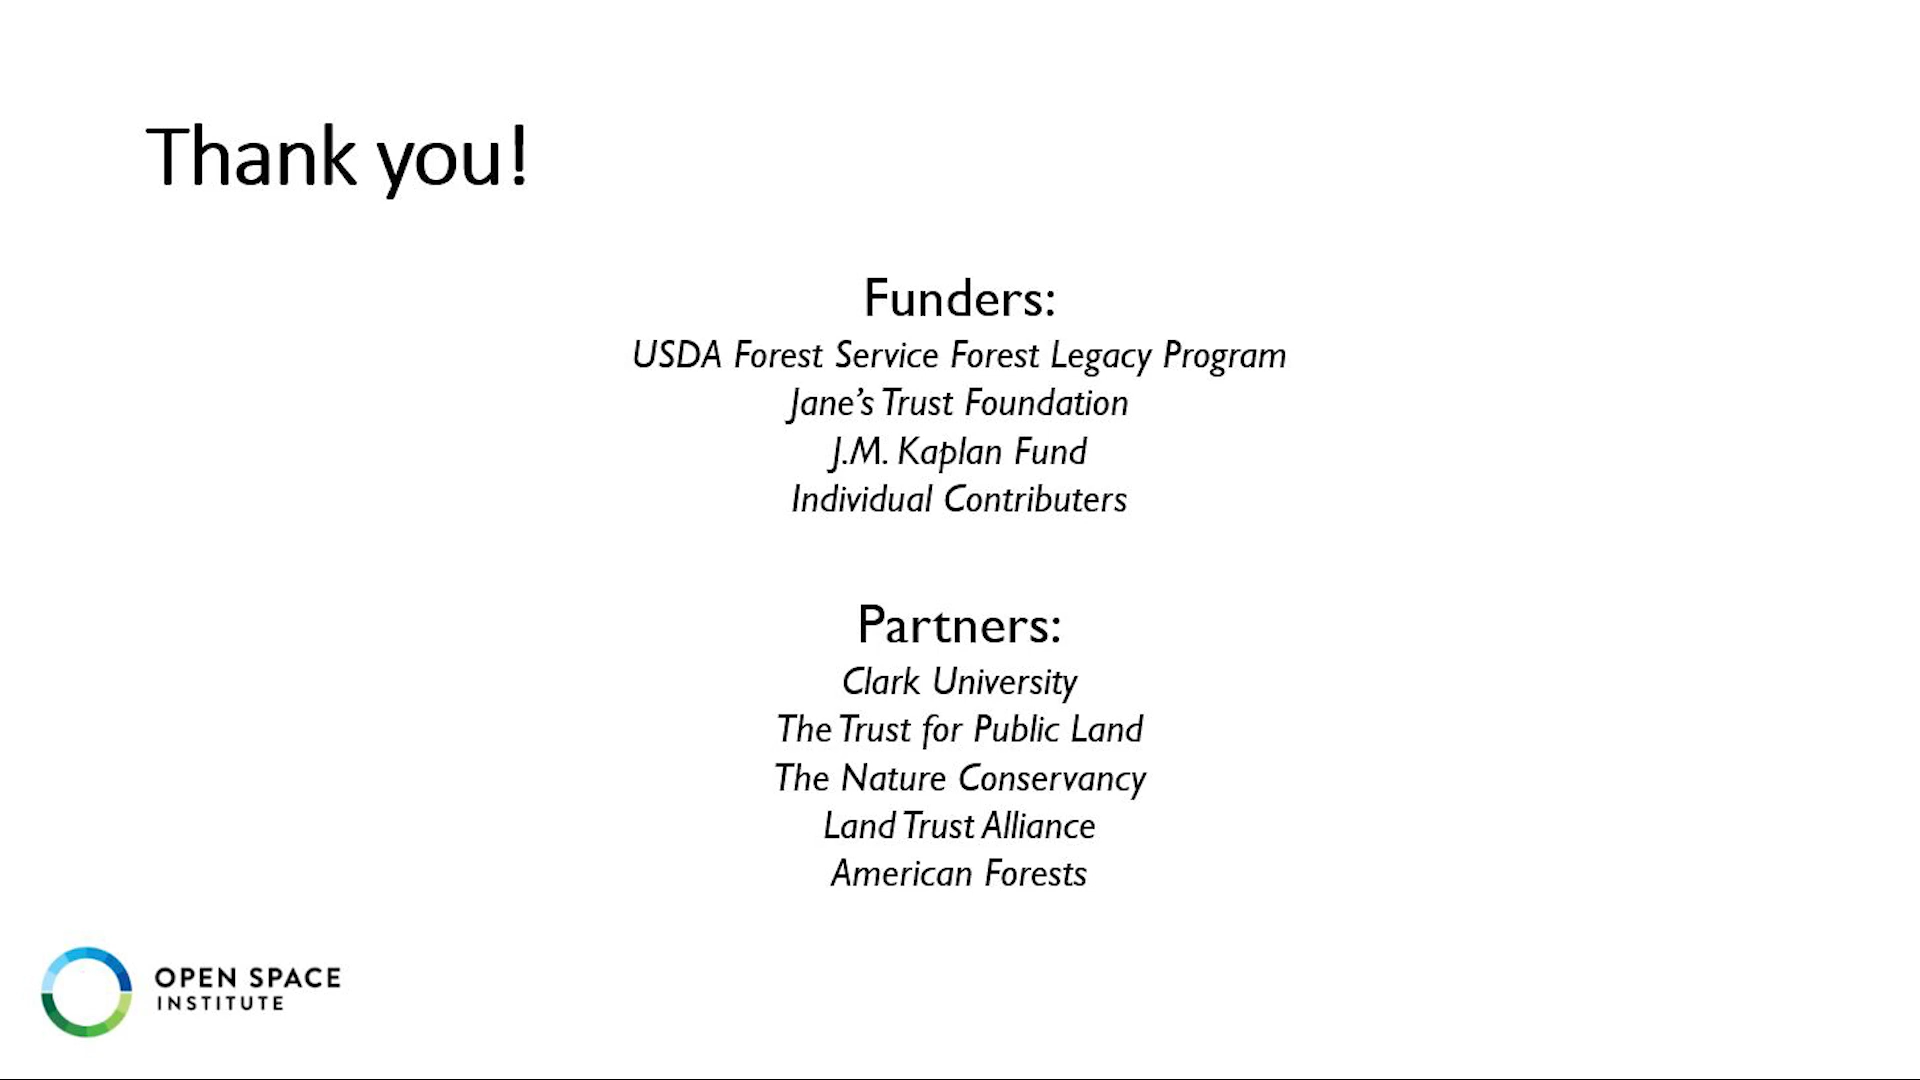 Thank you!
Funders:
USDA Forest Service Forest Legacy Program
Jane’s Trust Foundation
J.M. Kaplan Fund
Individual Contributers
Partners:
Clark University
The Trust for Public Land
The Nature Conservancy
Land Trust Alliance
American Forests
OPEN SPACE
INSTITUTE